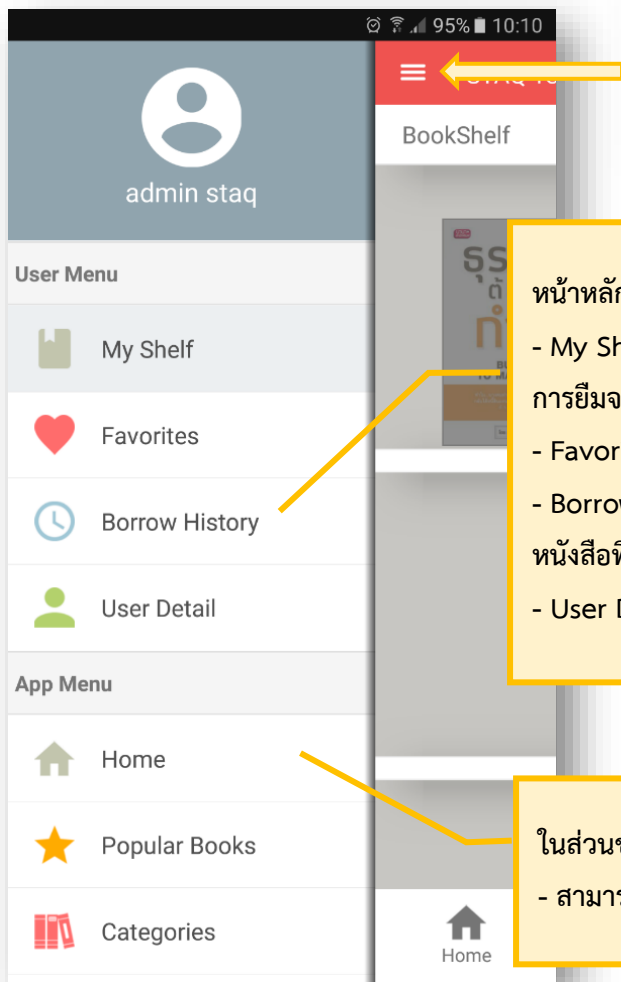 95% 10:10
admin staq
BookShelf
User Menu
My Shelf
Favorites
Borrow History
User Detail
App Menu
Home
Popular Books
Categories
Home
หน้าหลัก
- My Sh
การยืมจ
- Favor
- Borrow
หนังสือที
- User D
ในส่วนข
- สามาร